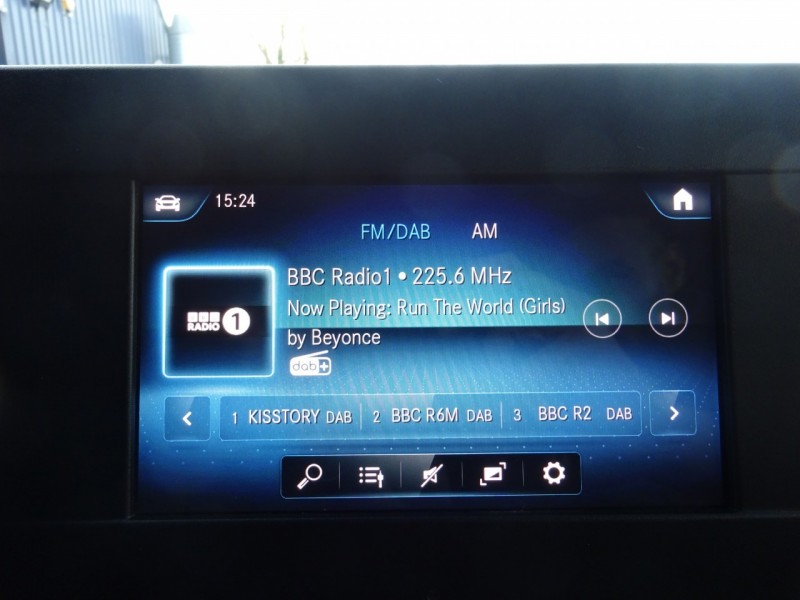 15:24
FM/DAB AM
BBC Radio1 • 225.6 MHz
Now Playing: Run The World (Girls)
by Beyonce
BBC
RADIO 1
dab+
1 KISSTORY DAB 2 BBC R6M DAB 3 BBC R2 DAB